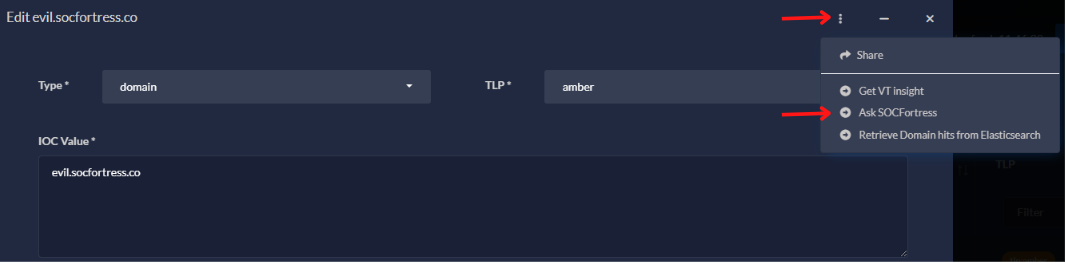 Edit evil.socfortress.co
Share
Type *
domain
TLP *
amber
Get VT insight
Ask SOCFortress
Retrieve Domain hits from Elasticsearch
IOC Value *
evil.socfortress.co
TLP
Filter